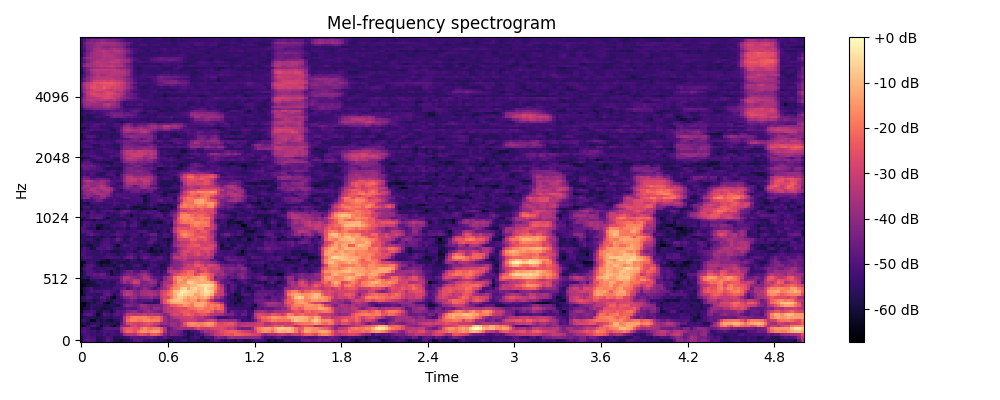 Mel-frequency spectrogram
+0 dB
-10 dB
-20 dB
-30 dB
-40 dB
-50 dB
-60 dB
4096
2048
1024
512
0
Hz
0 0.6 1.2 1.8 2.4 3 3.6 4.2 4.8
Time